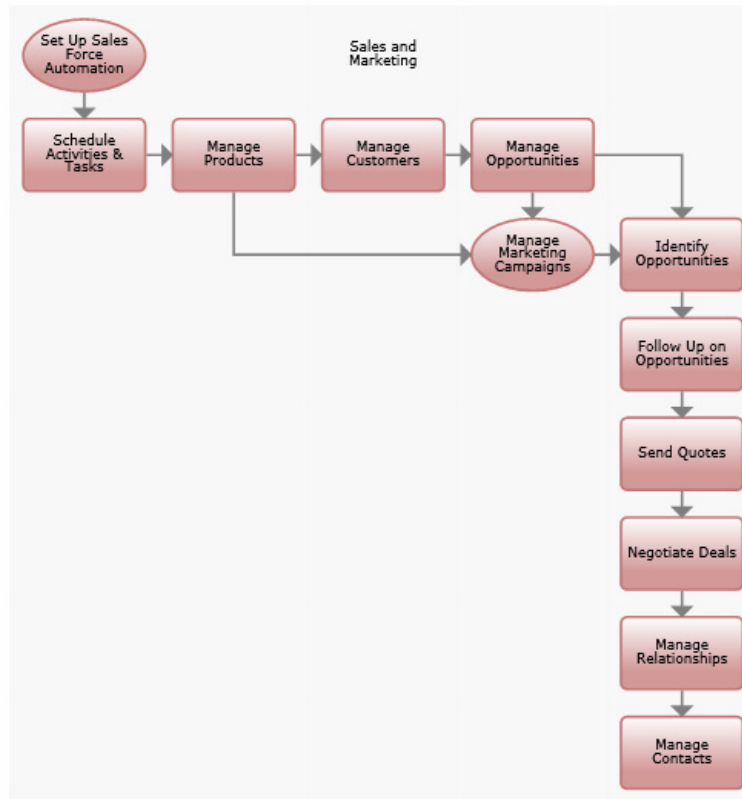 Set Up Sales
Force
Automation
Sales and
Marketing
Schedule
Activities &
Tasks
Manage
Products
Manage
Customers
Manage
Opportunities
Manage
Marketing
Campaigns
Identify
Opportunities
Follow Up on
Opportunities
Send Quotes
Negotiate Deals
Manage
Relationships
Manage
Contacts